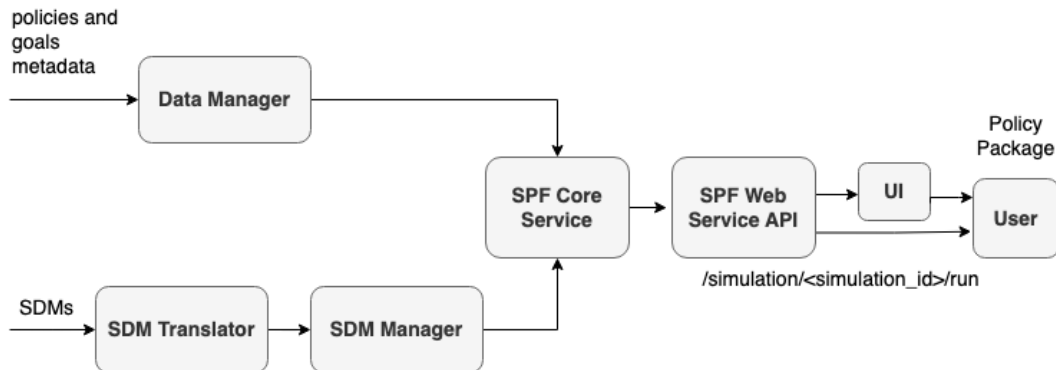 policies and
goals
metadata
Data Manager
Policy
Package
SPF Core
Service
SPF Web
Service API
UI
User
/simulation/<simulation_id>/run
SDMs
SDM Translator
SDM Manager